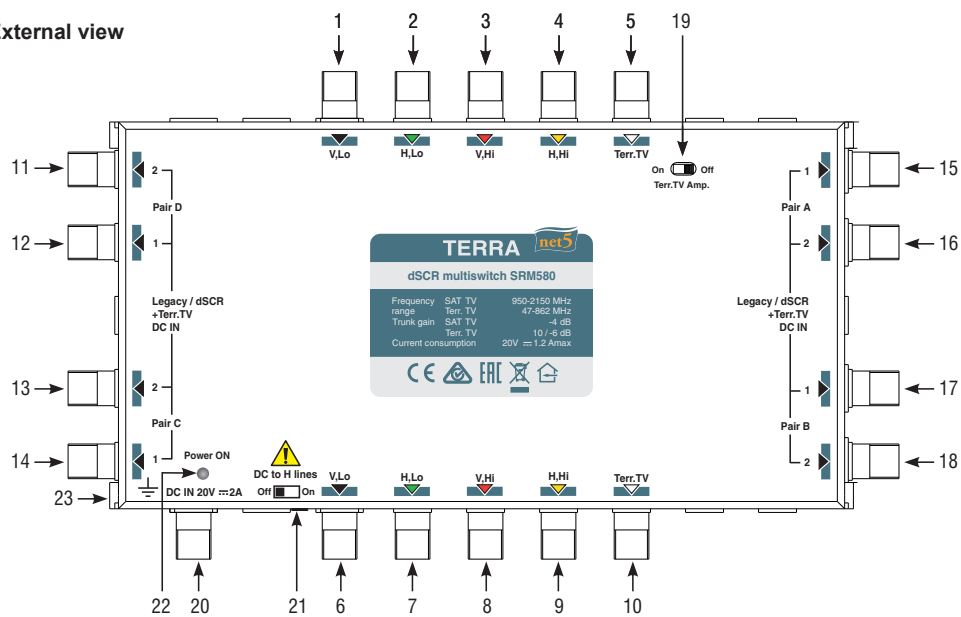 External view
1 2 3 4 5 19
V,Lo H,Lo V,Hi H,Hi Terr.TV
On Off
Terr.TV Amp.
11 2 1 15
Pair D Pair A
12 1 2 16
TERRA net5
dSCR multiswitch SRM580
Frequency SAT TV 950-2150 MHz
range Terr. TV 47-862 MHz
Trunk gain SAT TV -4 dB
Terr. TV 10 / -6 dB
Current consumption 20V 1.2 Amax
CE EAC
Legacy / dSCR
+Terr.TV
DC IN
Legacy / dSCR
+Terr.TV
DC IN
13 2 1 17
Pair C Pair B
14 1 2 18
Power ON
DC to H lines
V,Lo H,Lo V,Hi H,Hi Terr.TV
23 DC IN 20V 2A Off On
22 20 21 6 7 8 9 10